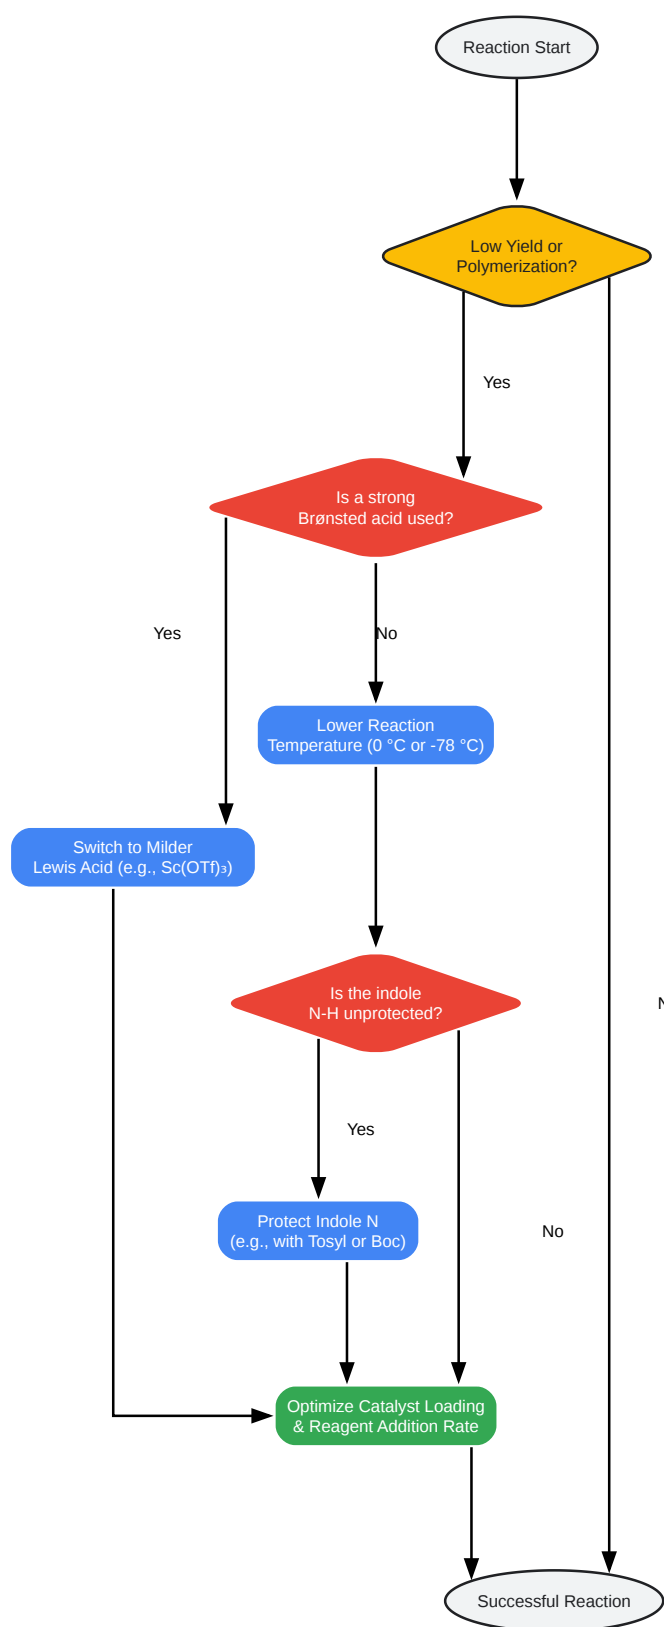 Reaction Start
Low Yield or
Polymerization?
Yes
Is a strong
Brønsted acid used?
Yes
No
Lower Reaction
Temperature (0 °C or -78 °C)
Switch to Milder
Lewis Acid (e.g., Sc(OTf)₃)
Is the indole
N-H unprotected?
Yes
Protect Indole N
(e.g., with Tosyl or Boc)
No
Optimize Catalyst Loading
& Reagent Addition Rate
Successful Reaction